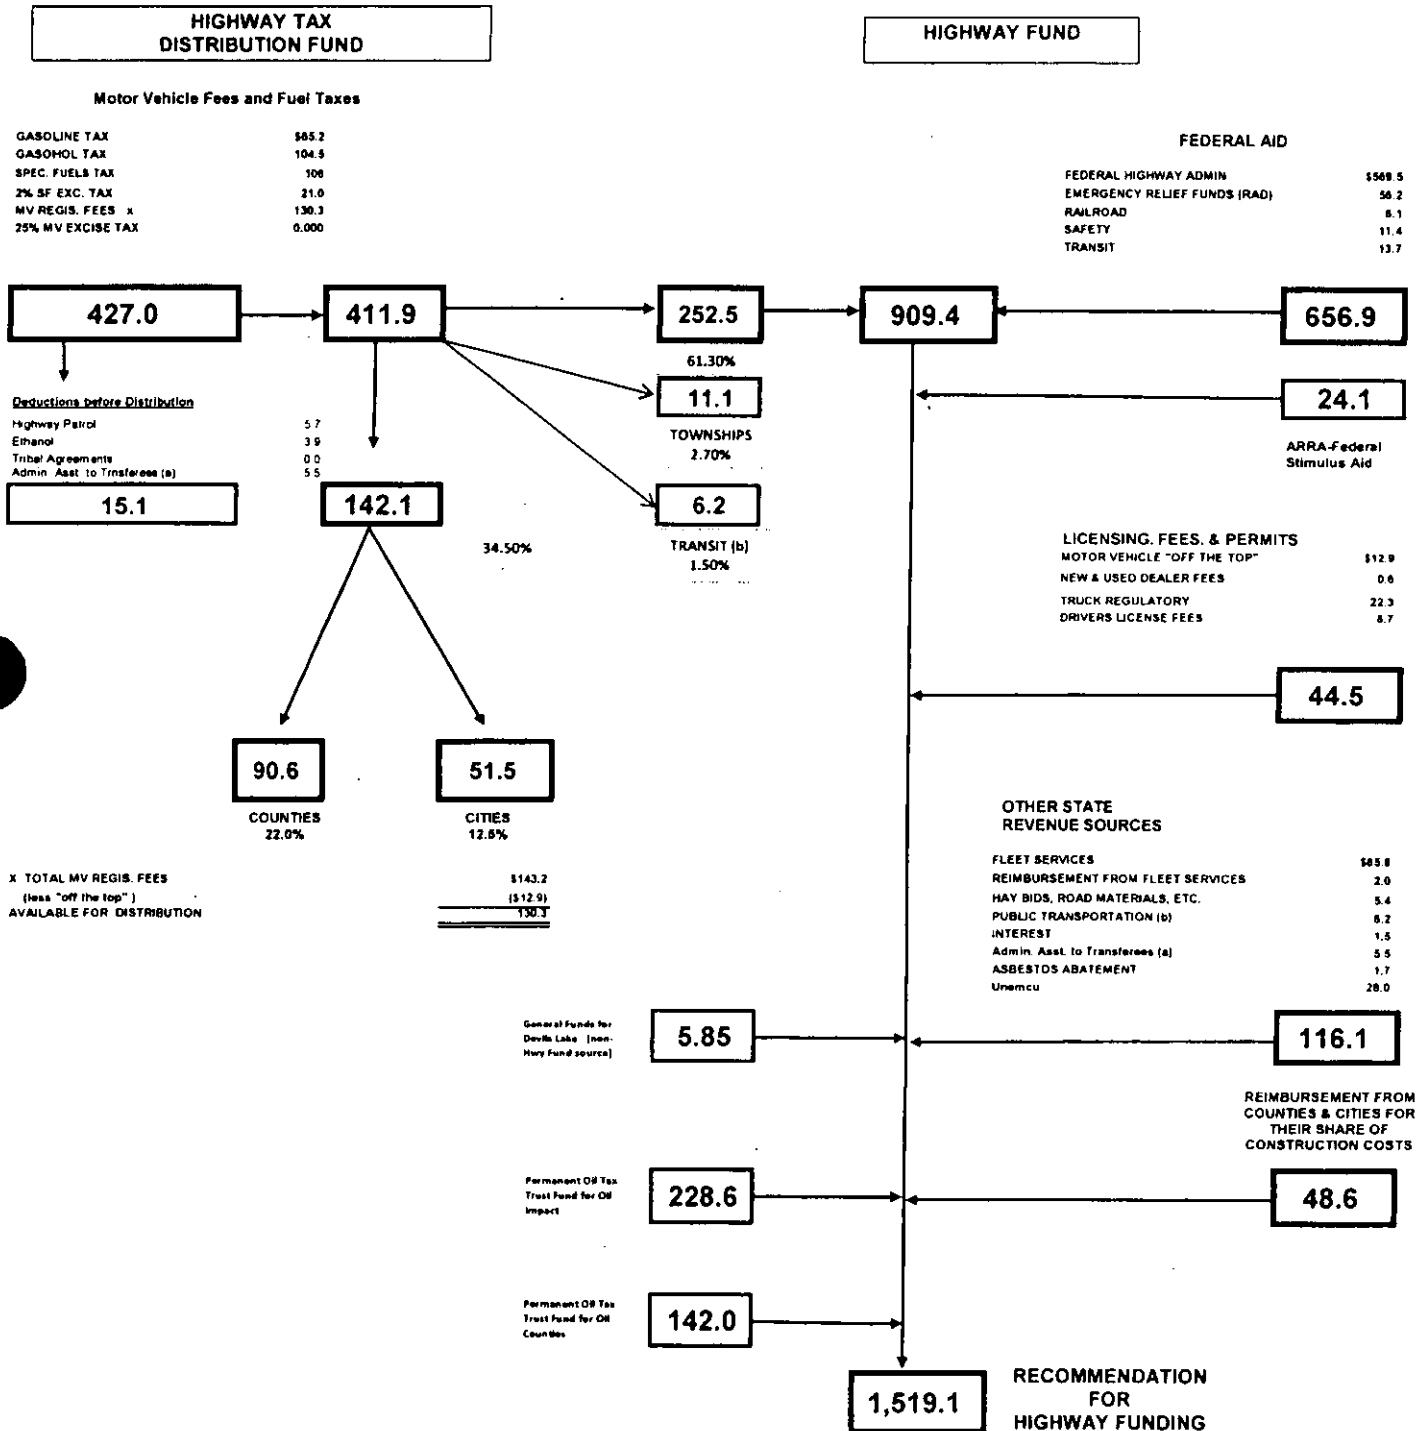 HIGHWAY TAX
DISTRIBUTION FUND
HIGHWAY FUND
Motor Vehicle Fees and Fuel Taxes
GASOLINE TAX $65.2
GASOHOL TAX 104.5
SPEC. FUELS TAX 106
2% SF EXC. TAX 21.0
MV REGIS. FEES x 130.3
25% MV EXCISE TAX 0.000
FEDERAL AID
FEDERAL HIGHWAY ADMIN $569.5
EMERGENCY RELIEF FUNDS (RAD) 56.2
RAILROAD 6.1
SAFETY 11.4
TRANSIT 13.7
427.0
411.9
252.5
909.4
656.9
61.30%
11.1
TOWNSHIPS
2.70%
24.1
ARRA-Federal
Stimulus Aid
Deductions before Distribution
Highway Patrol 5.7
Ethanol 3.9
Tribal Agreements 0.0
Admin. Asst. to Trnsferees (a) 5.5
15.1
142.1
34.50%
6.2
TRANSIT (b)
1.50%
LICENSING, FEES, & PERMITS
MOTOR VEHICLE "OFF THE TOP" $12.9
NEW & USED DEALER FEES 0.6
TRUCK REGULATORY 22.3
DRIVERS LICENSE FEES 8.7
44.5
90.6
COUNTIES
22.0%
51.5
CITIES
12.5%
X TOTAL MV REGIS. FEES $143.2
(less "off the top" ) ($12.9)
AVAILABLE FOR DISTRIBUTION 130.3
OTHER STATE
REVENUE SOURCES
FLEET SERVICES $65.8
REIMBURSEMENT FROM FLEET SERVICES 2.0
HAY BIDS, ROAD MATERIALS, ETC. 5.4
PUBLIC TRANSPORTATION (b) 6.2
INTEREST 1.5
Admin. Asst. to Transferees (a) 5.5
ASBESTOS ABATEMENT 1.7
28.0
General Funds for
Devils Lake [non-
Hwy Fund source]
5.85
116.1
REIMBURSEMENT FROM
COUNTIES & CITIES FOR
THEIR SHARE OF
CONSTRUCTION COSTS
Permanent Oil Tax
Trust Fund for Oil
Impact
228.6
48.6
Permanent Oil Tax
Trust Fund for Oil
Counties
142.0
1,519.1
RECOMMENDATION
FOR
HIGHWAY FUNDING